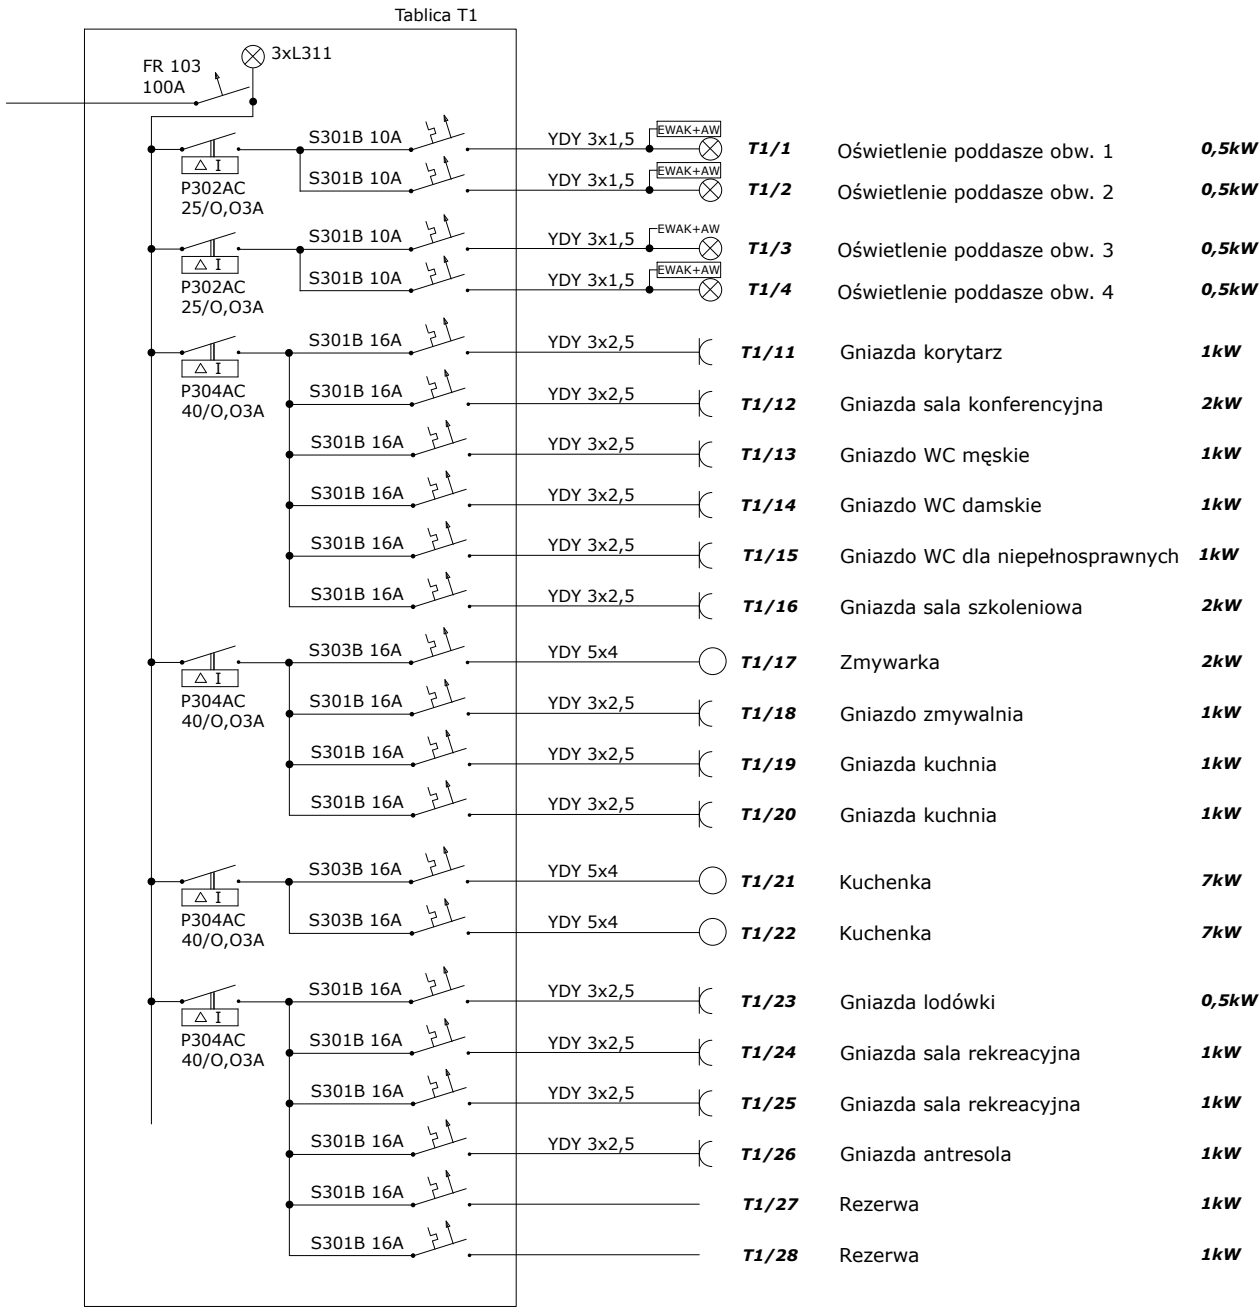 Tablica T1
3xL311
FR 103
100A
S301B 10A YDY 3x1,5 EWAK+AW T1/1 Oświetlenie poddasze obw. 1 0,5kW
△ I
P302AC
25/O,O3A
S301B 10A YDY 3x1,5 EWAK+AW T1/2 Oświetlenie poddasze obw. 2 0,5kW
S301B 10A YDY 3x1,5 EWAK+AW T1/3 Oświetlenie poddasze obw. 3 0,5kW
△ I
P302AC
25/O,O3A
S301B 10A YDY 3x1,5 EWAK+AW T1/4 Oświetlenie poddasze obw. 4 0,5kW
S301B 16A YDY 3x2,5 T1/11 Gniazda korytarz 1kW
△ I
P304AC
40/O,O3A
S301B 16A YDY 3x2,5 T1/12 Gniazda sala konferencyjna 2kW
S301B 16A YDY 3x2,5 T1/13 Gniazdo WC męskie 1kW
S301B 16A YDY 3x2,5 T1/14 Gniazdo WC damskie 1kW
S301B 16A YDY 3x2,5 T1/15 Gniazdo WC dla niepełnosprawnych 1kW
S301B 16A YDY 3x2,5 T1/16 Gniazda sala szkoleniowa 2kW
S303B 16A YDY 5x4 T1/17 Zmywarka 2kW
△ I
P304AC
40/O,O3A
S301B 16A YDY 3x2,5 T1/18 Gniazdo zmywalnia 1kW
S301B 16A YDY 3x2,5 T1/19 Gniazda kuchnia 1kW
S301B 16A YDY 3x2,5 T1/20 Gniazda kuchnia 1kW
S303B 16A YDY 5x4 T1/21 Kuchenka 7kW
△ I
P304AC
40/O,O3A
S303B 16A YDY 5x4 T1/22 Kuchenka 7kW
S301B 16A YDY 3x2,5 T1/23 Gniazda lodówki 0,5kW
△ I
P304AC
40/O,O3A
S301B 16A YDY 3x2,5 T1/24 Gniazda sala rekreacyjna 1kW
S301B 16A YDY 3x2,5 T1/25 Gniazda sala rekreacyjna 1kW
S301B 16A YDY 3x2,5 T1/26 Gniazda antresola 1kW
S301B 16A T1/27 Rezerwa 1kW
S301B 16A T1/28 Rezerwa 1kW